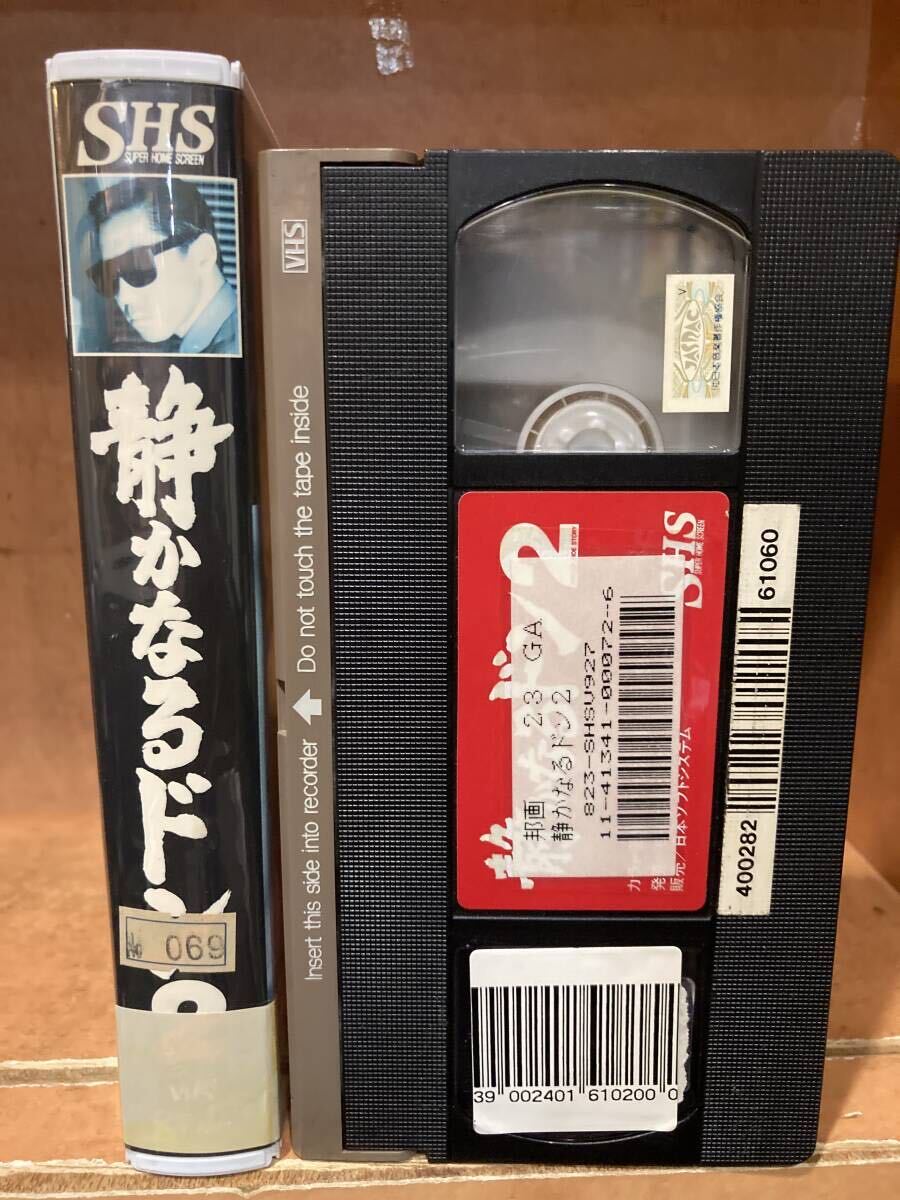 SHS
SUPER HOME SCREEN
静かなるドン
No 069
VHS
Insert this side into recorder
Do not touch the tape inside
V
JASRAC
SHS
SUPER HOME SCREEN
2
邦画 23 GA
静かなるドン2
823-SHSV927
11-41341-00072-6
販売/日本ソフトシステム
400282
61060
39 002401 610200 0